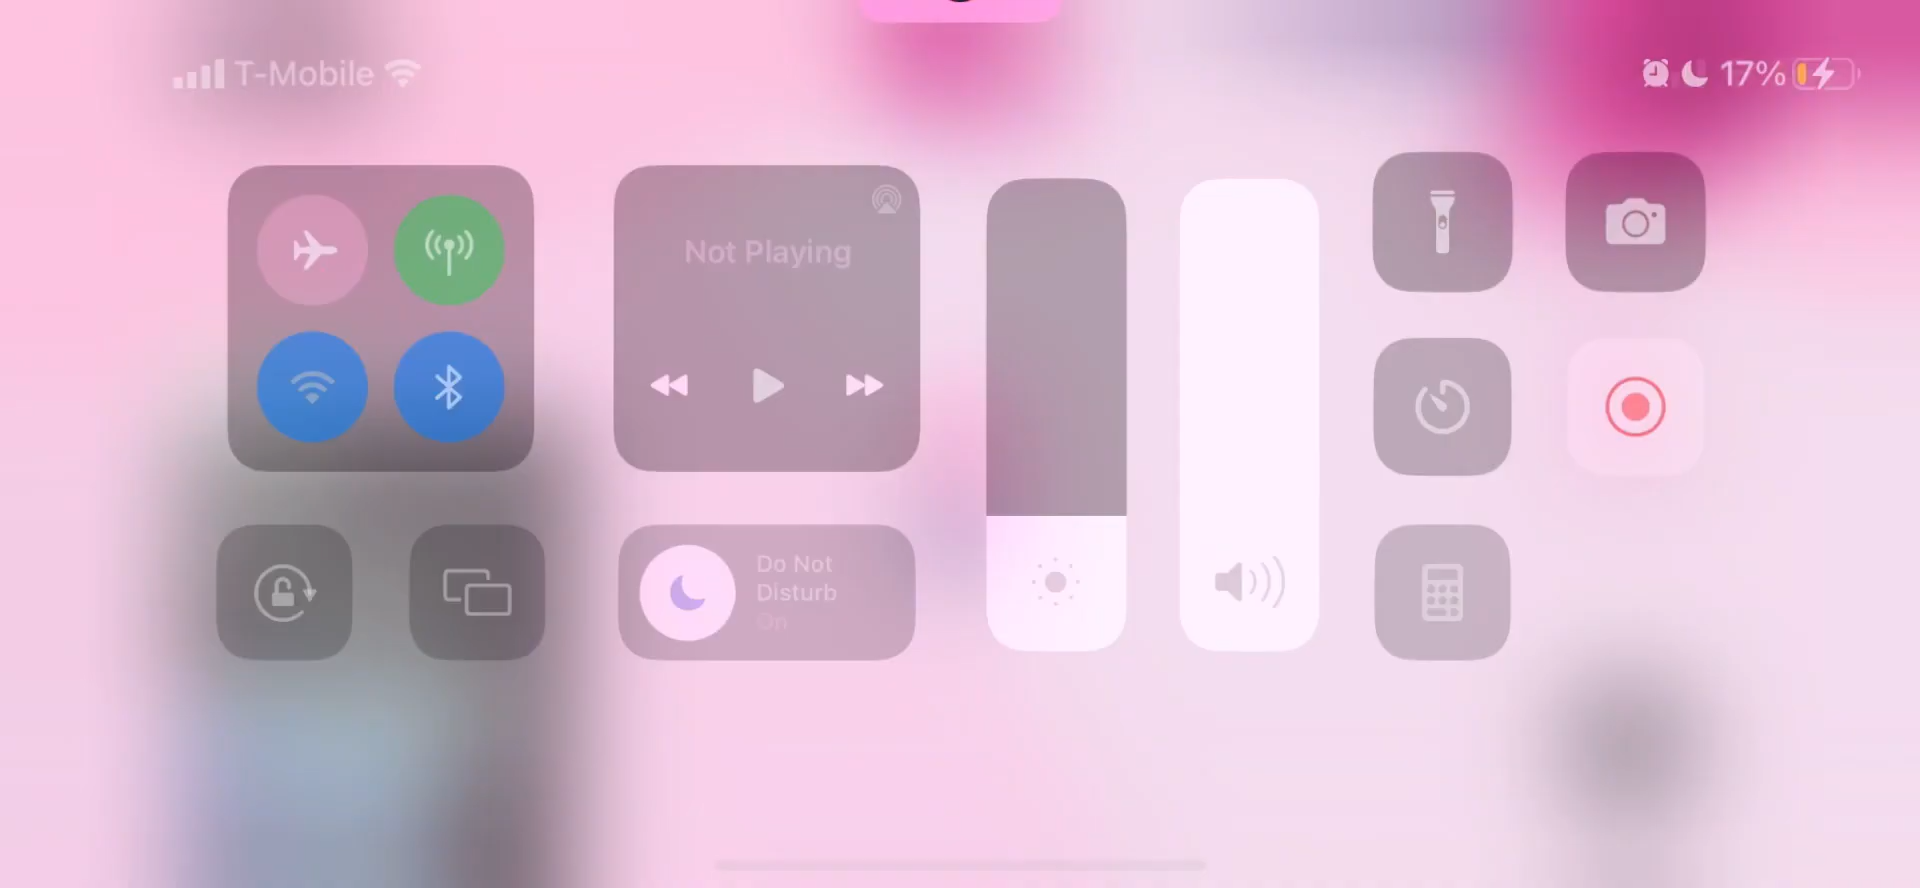 T-Mobile
17%
Not Playing
Do Not
Disturb
On